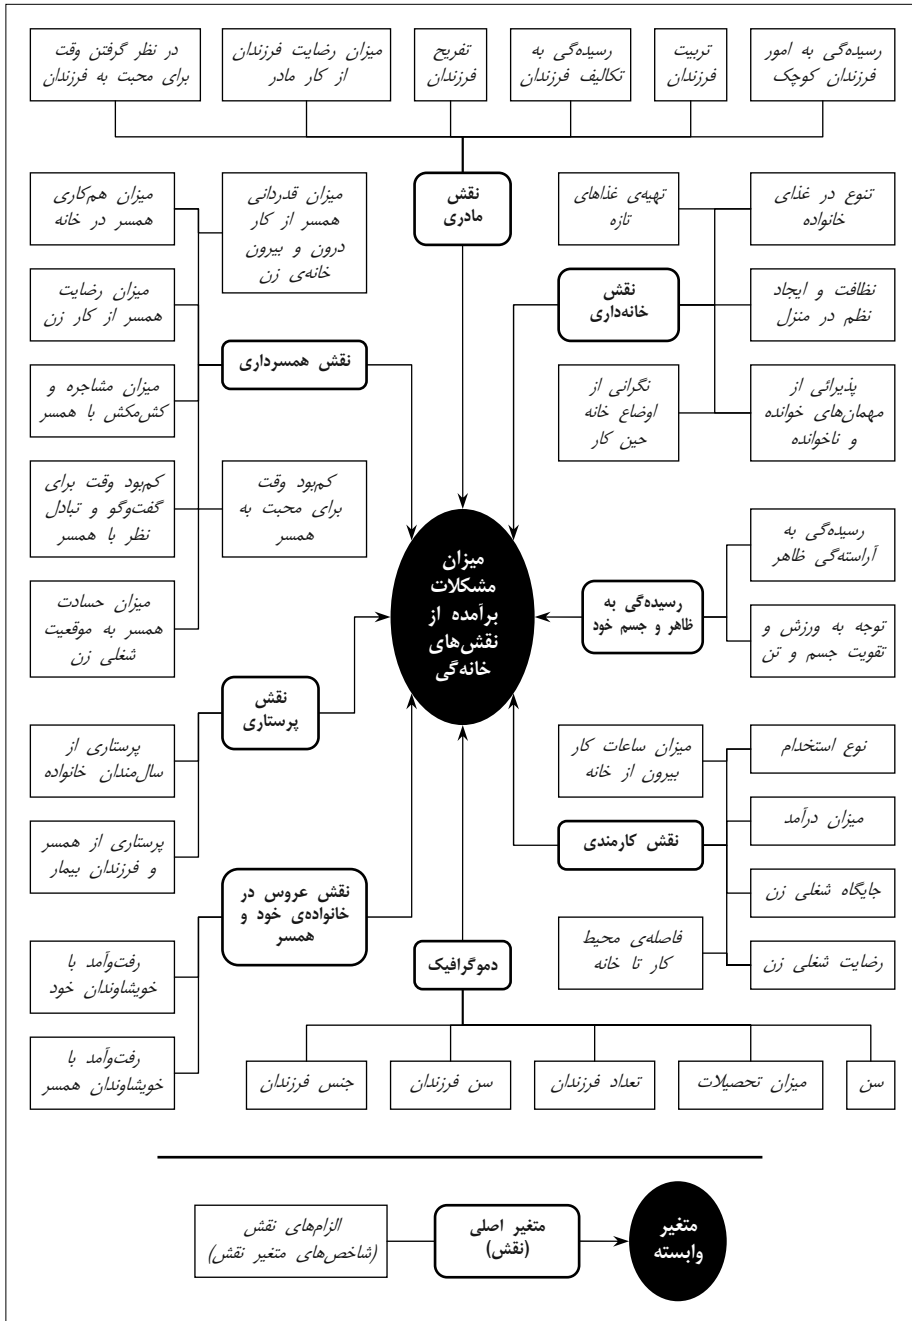 رسیده‌گی به امور
فرزندان کوچک
تربیت
فرزندان
رسیده‌گی به
تکالیف فرزندان
تفریح
فرزندان
میزان رضایت فرزندان
از کار مادر
در نظر گرفتن وقت
برای محبت به فرزندان
نقش
مادری
تنوع در غذای
خانواده
تهیه‌ی غذاهای
تازه
نظافت و ایجاد
نظم در منزل
نقش
خانه‌داری
پذیرائی از
مهمان‌های خوانده
و ناخوانده
نگرانی از
اوضاع خانه
حین کار
میزان قدردانی
همسر از کار
درون و بیرون
خانه‌ی زن
میزان هم‌کاری
همسر در خانه
میزان رضایت
همسر از کار زن
نقش همسرداری
میزان مشاجره و
کش‌مکش با همسر
کم‌بود وقت
برای محبت به
همسر
کم‌بود وقت برای
گفت‌وگو و تبادل
نظر با همسر
میزان حسادت
همسر به موقعیت
شغلی زن
میزان
مشکلات
برآمده از
نقش‌های
خانه‌گی
رسیده‌گی به
آراسته‌گی ظاهر
رسیده‌گی به
ظاهر و جسم خود
توجه به ورزش و
تقویت جسم و تن
نقش
پرستاری
پرستاری از
سال‌مندان خانواده
پرستاری از همسر
و فرزندان بیمار
نوع استخدام
میزان ساعات کار
بیرون از خانه
میزان درآمد
نقش کارمندی
جایگاه شغلی زن
رضایت شغلی زن
فاصله‌ی محیط
کار تا خانه
نقش عروس در
خانواده‌ی خود و
همسر
رفت‌وآمد با
خویشاوندان خود
رفت‌وآمد با
خویشاوندان همسر
دموگرافیک
سن
میزان تحصیلات
تعداد فرزندان
سن فرزندان
جنس فرزندان
متغیر
وابسته
متغیر اصلی
(نقش)
الزام‌های نقش
(شاخص‌های متغیر نقش)